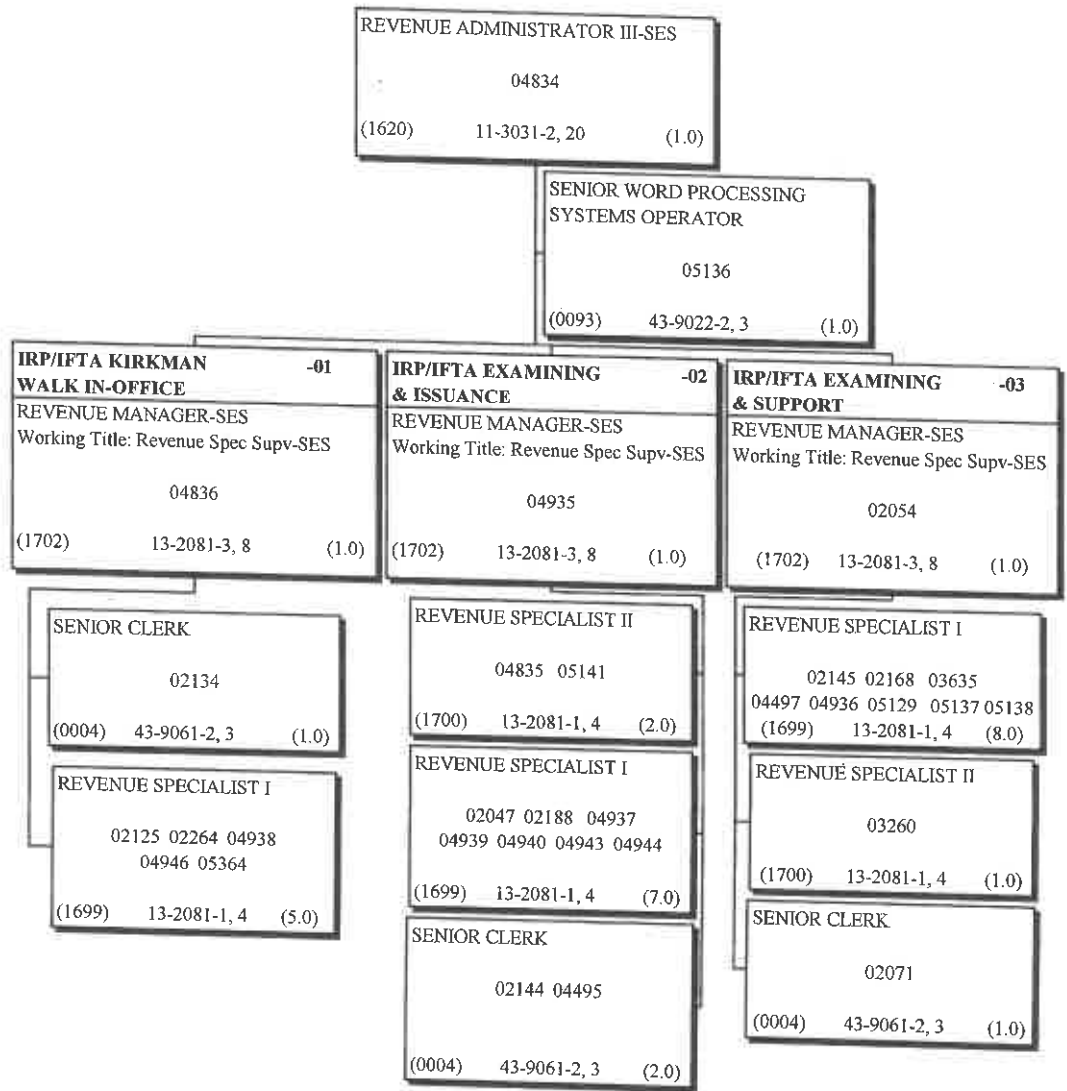 REVENUE ADMINISTRATOR III-SES
04834
(1620) 11-3031-2, 20 (1.0)
SENIOR WORD PROCESSING
SYSTEMS OPERATOR
05136
(0093) 43-9022-2, 3 (1.0)
IRP/IFTA KIRKMAN -01
WALK IN-OFFICE
REVENUE MANAGER-SES
Working Title: Revenue Spec Supv-SES
04836
(1702) 13-2081-3, 8 (1.0)
SENIOR CLERK
02134
(0004) 43-9061-2, 3 (1.0)
REVENUE SPECIALIST I
02125 02264 04938
04946 05364
(1699) 13-2081-1, 4 (5.0)
IRP/IFTA EXAMINING -02
& ISSUANCE
REVENUE MANAGER-SES
Working Title: Revenue Spec Supv-SES
04935
(1702) 13-2081-3, 8 (1.0)
REVENUE SPECIALIST II
04835 05141
(1700) 13-2081-1, 4 (2.0)
REVENUE SPECIALIST I
02047 02188 04937
04939 04940 04943 04944
(1699) 13-2081-1, 4 (7.0)
SENIOR CLERK
02144 04495
(0004) 43-9061-2, 3 (2.0)
IRP/IFTA EXAMINING -03
& SUPPORT
REVENUE MANAGER-SES
Working Title: Revenue Spec Supv-SES
02054
(1702) 13-2081-3, 8 (1.0)
REVENUE SPECIALIST I
02145 02168 03635
04497 04936 05129 05137 05138
(1699) 13-2081-1, 4 (8.0)
REVENUE SPECIALIST II
03260
(1700) 13-2081-1, 4 (1.0)
SENIOR CLERK
02071
(0004) 43-9061-2, 3 (1.0)